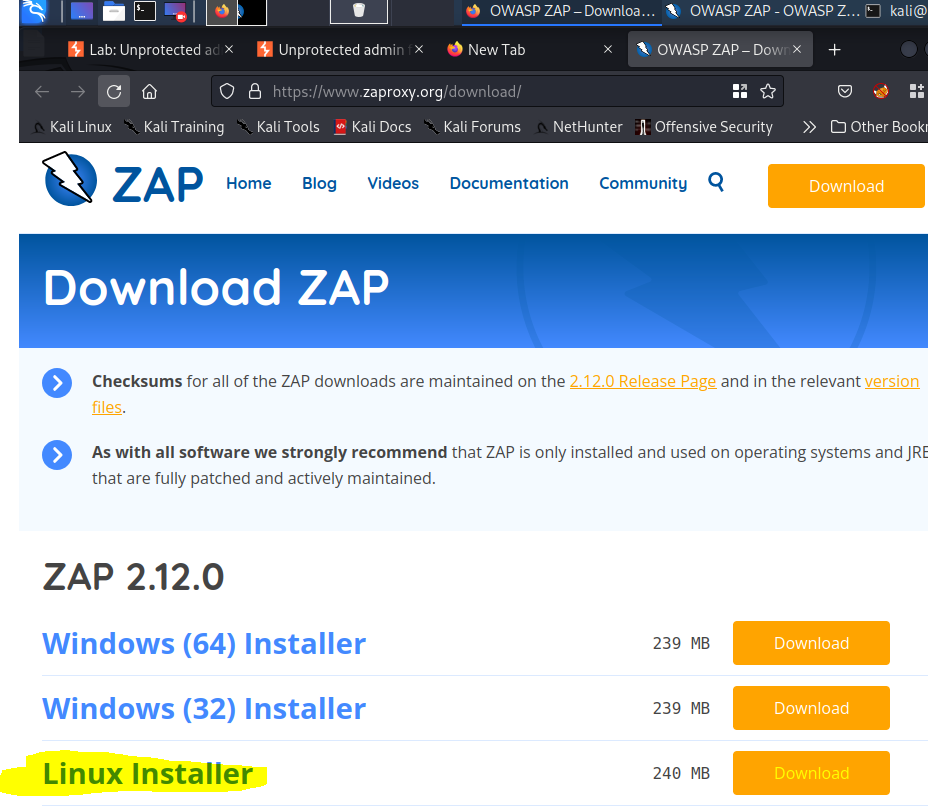 OWASP ZAP – Downloa... OWASP ZAP - OWASP Z... kali@
Lab: Unprotected ad Unprotected admin f New Tab OWASP ZAP – Down
https://www.zaproxy.org/download/
Kali Linux Kali Training Kali Tools Kali Docs Kali Forums NetHunter Offensive Security Other Bookr
ZAP Home Blog Videos Documentation Community Download
Download ZAP
Checksums for all of the ZAP downloads are maintained on the 2.12.0 Release Page and in the relevant version
files.
As with all software we strongly recommend that ZAP is only installed and used on operating systems and JRE
that are fully patched and actively maintained.
ZAP 2.12.0
Windows (64) Installer 239 MB Download
Windows (32) Installer 239 MB Download
Linux Installer 240 MB Download